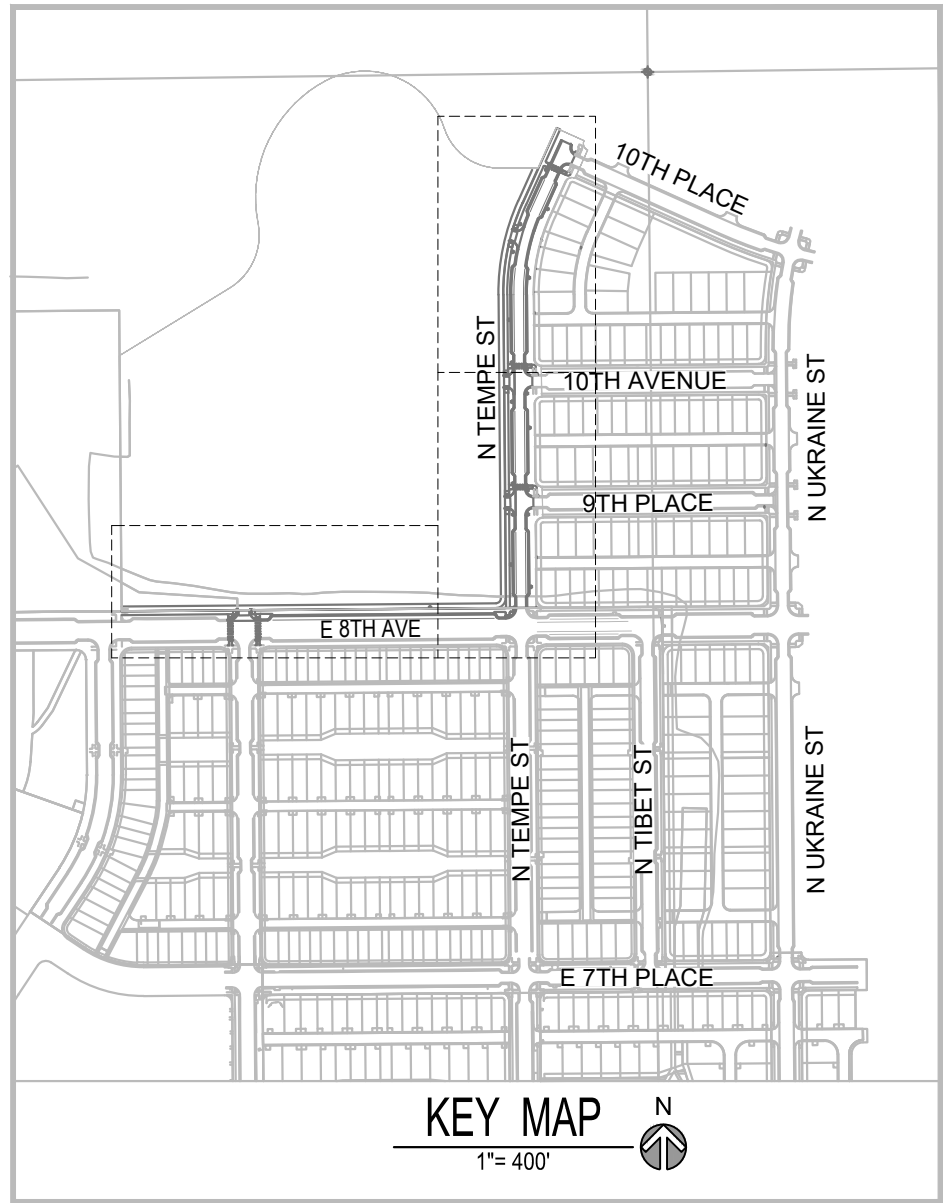 10TH PLACE
N TEMPE ST
10TH AVENUE
N UKRAINE ST
9TH PLACE
E 8TH AVE
N TEMPE ST
N TIBET ST
N UKRAINE ST
E 7TH PLACE
KEY MAP
N
1"= 400'